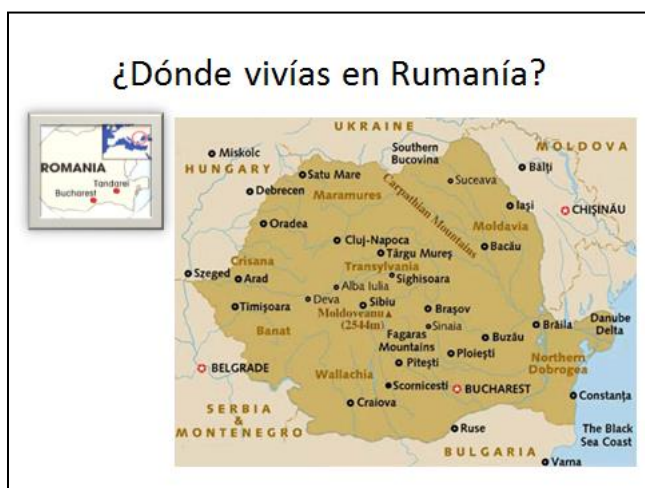 ¿Dónde vivías en Rumanía?
ROMANIA
Tandarei
Bucharest
UKRAINE
MOLDOVA
Miskolc
Southern
Bucovina
Bălţi
HUNGARY
Satu Mare
Suceava
Debrecen
Maramures
Carpathian Mountains
Iaşi
CHIŞINĂU
Oradea
Moldavia
Cluj-Napoca
Bacău
Târgu Mureş
Crisana
Transylvania
Szeged
Arad
Sighisoara
Alba Iulia
Deva
Sibiu
Timişoara
Moldoveanu
(2544m)
Braşov
Brăila
Danube
Delta
Sinaia
Banat
Fagaras
Mountains
Buzău
Ploieşti
Northern
Dobrogea
BELGRADE
Wallachia
Piteşti
Scornicesti
BUCHAREST
Constanţa
Craiova
SERBIA
&
MONTENEGRO
Ruse
The Black
Sea Coast
BULGARIA
Varna